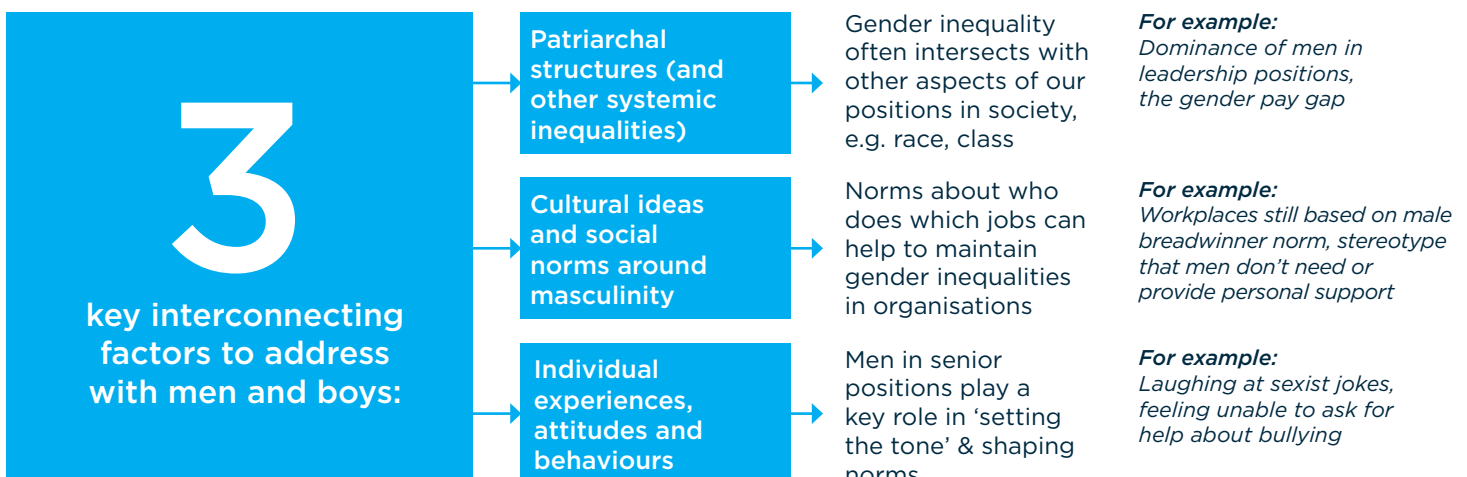 3
key interconnecting
factors to address
with men and boys:
Patriarchal
structures (and
other systemic
inequalities)
Gender inequality
often intersects with
other aspects of our
positions in society,
e.g. race, class
For example:
Dominance of men in
leadership positions,
the gender pay gap
Cultural ideas
and social
norms around
masculinity
Norms about who
does which jobs can
help to maintain
gender inequalities
in organisations
For example:
Workplaces still based on male
breadwinner norm, stereotype
that men don’t need or
provide personal support
Individual
experiences,
attitudes and
behaviours
Men in senior
positions play a
key role in ‘setting
the tone’ & shaping
norms
For example:
Laughing at sexist jokes,
feeling unable to ask for
help about bullying